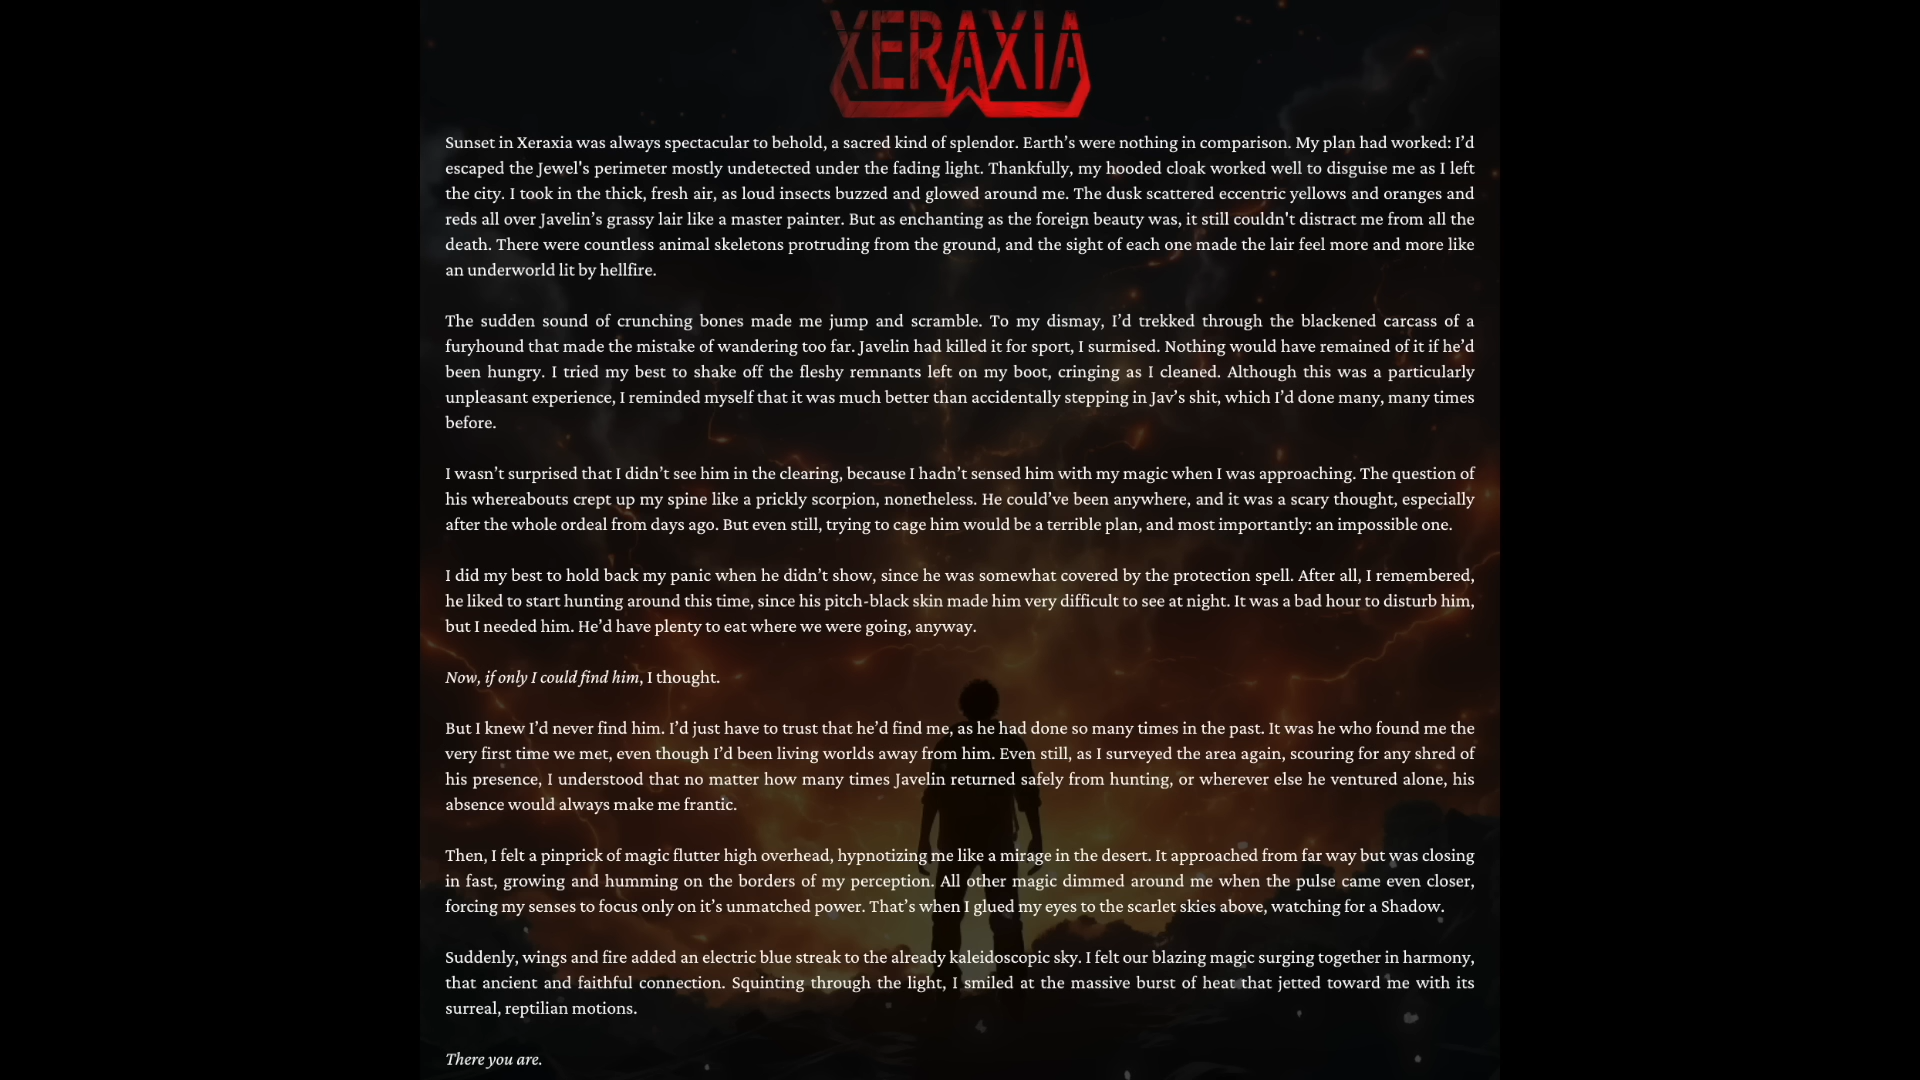 XERAXIA
Sunset in Xeraxia was always spectacular to behold, a sacred kind of splendor. Earth’s were nothing in comparison. My plan had worked: I’d
escaped the Jewel's perimeter mostly undetected under the fading light. Thankfully, my hooded cloak worked well to disguise me as I left
the city. I took in the thick, fresh air, as loud insects buzzed and glowed around me. The dusk scattered eccentric yellows and oranges and
reds all over Javelin’s grassy lair like a master painter. But as enchanting as the foreign beauty was, it still couldn't distract me from all the
death. There were countless animal skeletons protruding from the ground, and the sight of each one made the lair feel more and more like
an underworld lit by hellfire.
The sudden sound of crunching bones made me jump and scramble. To my dismay, I’d trekked through the blackened carcass of a
furyhound that made the mistake of wandering too far. Javelin had killed it for sport, I surmised. Nothing would have remained of it if he’d
been hungry. I tried my best to shake off the fleshy remnants left on my boot, cringing as I cleaned. Although this was a particularly
unpleasant experience, I reminded myself that it was much better than accidentally stepping in Jav’s shit, which I’d done many, many times
before.
I wasn’t surprised that I didn’t see him in the clearing, because I hadn’t sensed him with my magic when I was approaching. The question of
his whereabouts crept up my spine like a prickly scorpion, nonetheless. He could’ve been anywhere, and it was a scary thought, especially
after the whole ordeal from days ago. But even still, trying to cage him would be a terrible plan, and most importantly: an impossible one.
I did my best to hold back my panic when he didn’t show, since he was somewhat covered by the protection spell. After all, I remembered,
he liked to start hunting around this time, since his pitch-black skin made him very difficult to see at night. It was a bad hour to disturb him,
but I needed him. He’d have plenty to eat where we were going, anyway.
Now, if only I could find him, I thought.
But I knew I’d never find him. I’d just have to trust that he’d find me, as he had done so many times in the past. It was he who found me the
very first time we met, even though I’d been living worlds away from him. Even still, as I surveyed the area again, scouring for any shred of
his presence, I understood that no matter how many times Javelin returned safely from hunting, or wherever else he ventured alone, his
absence would always make me frantic.
Then, I felt a pinprick of magic flutter high overhead, hypnotizing me like a mirage in the desert. It approached from far way but was closing
in fast, growing and humming on the borders of my perception. All other magic dimmed around me when the pulse came even closer,
forcing my senses to focus only on it’s unmatched power. That’s when I glued my eyes to the scarlet skies above, watching for a Shadow.
Suddenly, wings and fire added an electric blue streak to the already kaleidoscopic sky. I felt our blazing magic surging together in harmony,
that ancient and faithful connection. Squinting through the light, I smiled at the massive burst of heat that jetted toward me with its
surreal, reptilian motions.
There you are.